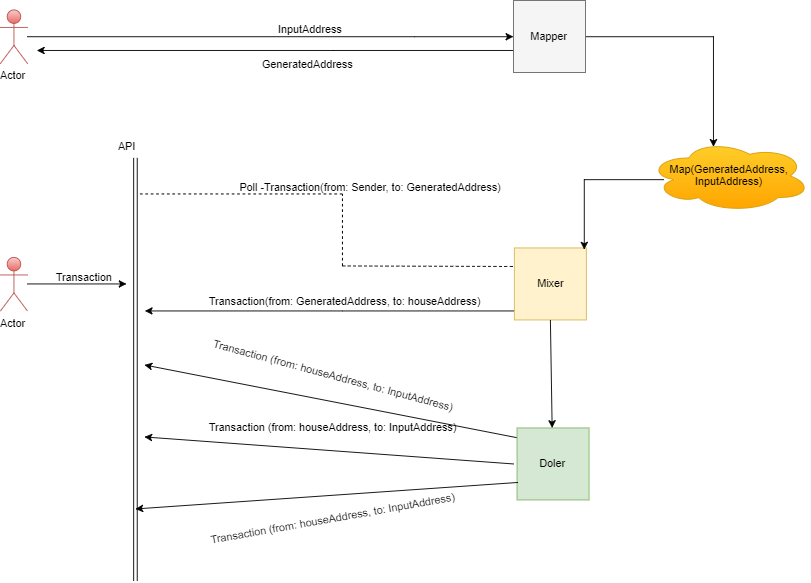 InputAddress
Mapper
GeneratedAddress
Actor
API
Map(GeneratedAddress,
InputAddress)
Poll -Transaction(from: Sender, to: GeneratedAddress)
Transaction
Mixer
Transaction(from: GeneratedAddress, to: houseAddress)
Actor
Transaction (from: houseAddress, to: InputAddress)
Transaction (from: houseAddress, to: InputAddress)
Doler
Transaction (from: houseAddress, to: InputAddress)